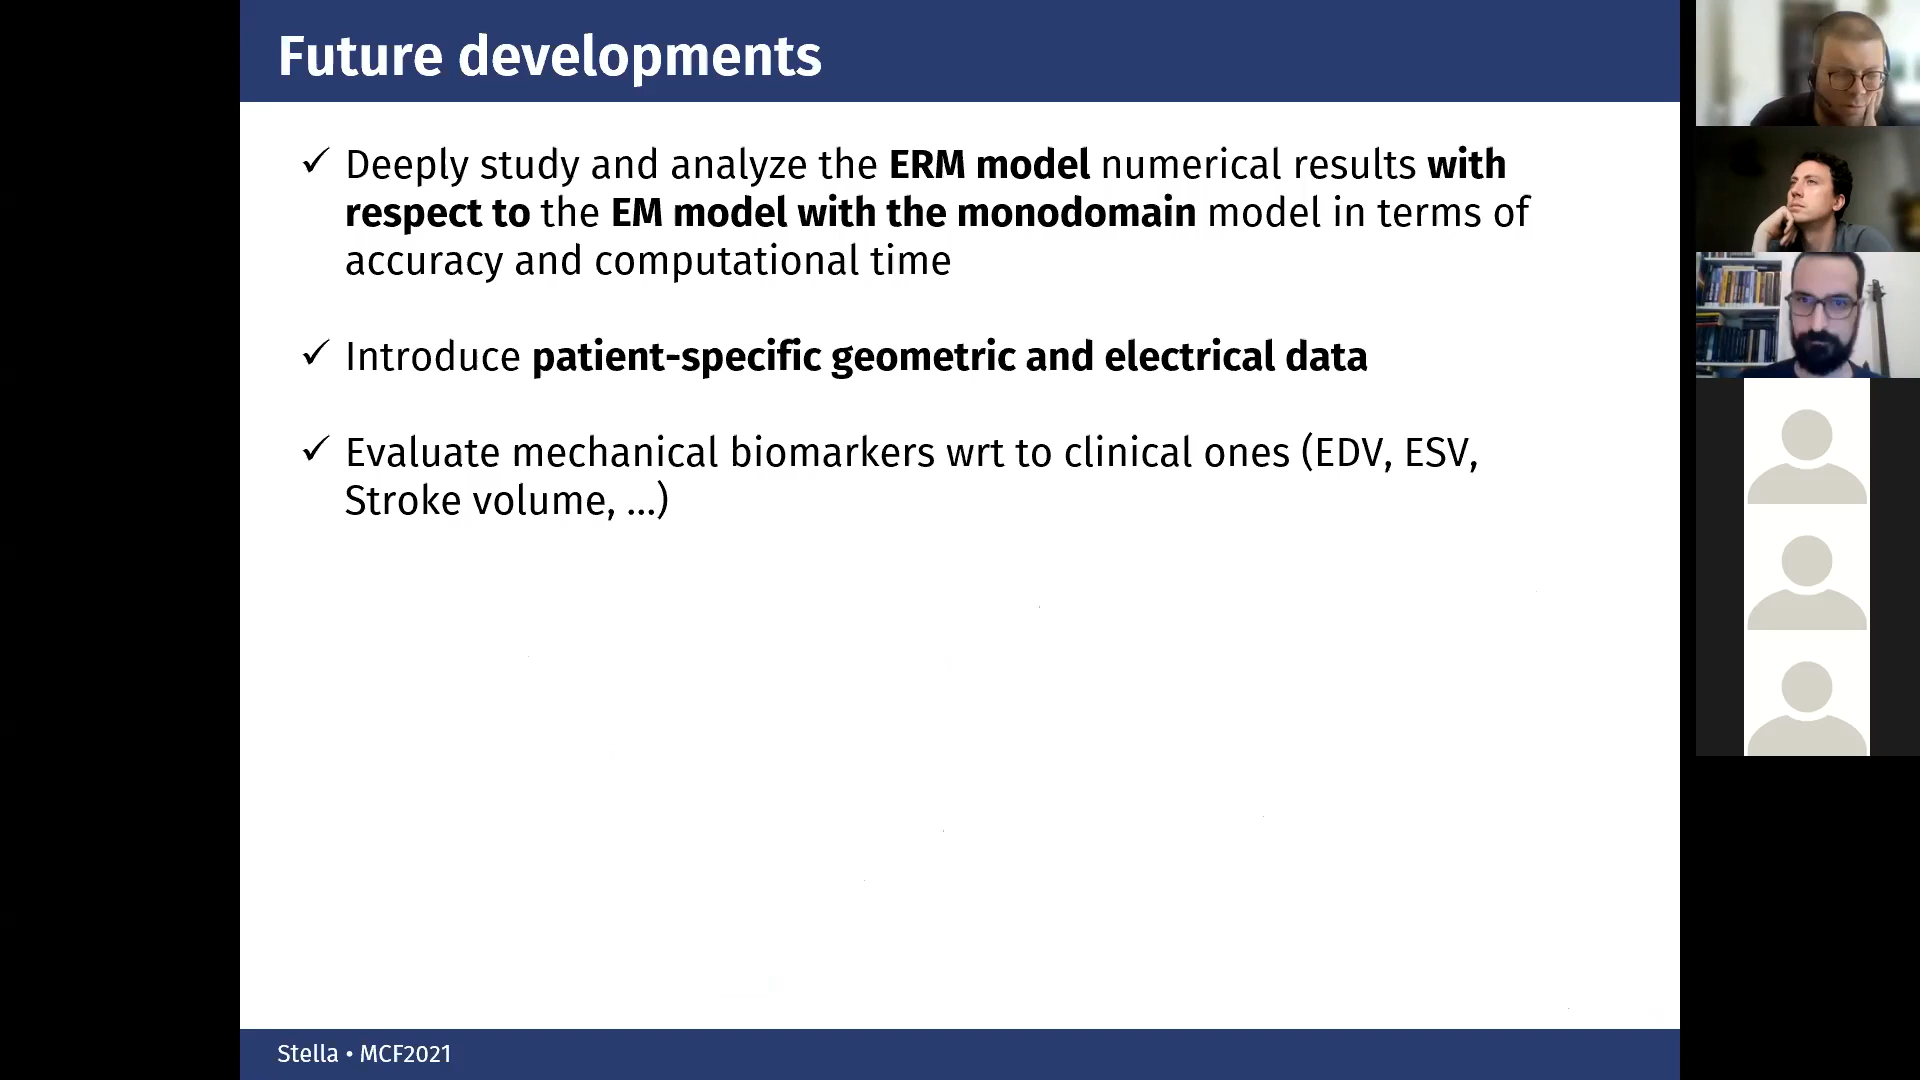 Future developments
✓ Deeply study and analyze the ERM model numerical results with
respect to the EM model with the monodomain model in terms of
accuracy and computational time
✓ Introduce patient-specific geometric and electrical data
✓ Evaluate mechanical biomarkers wrt to clinical ones (EDV, ESV,
Stroke volume, ...)
Stella • MCF2021